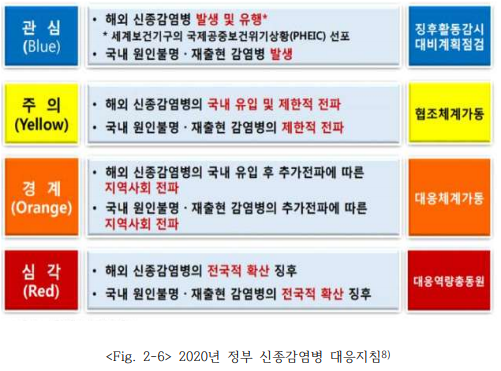 관 심
(Blue)
• 해외 신종감염병 발생 및 유행*
* 세계보건기구의 국제공중보건위기상황(PHEIC) 선포
• 국내 원인불명 · 재출현 감염병 발생
징후활동감시
대비계획점검
주 의
(Yellow)
• 해외 신종감염병의 국내 유입 및 제한적 전파
• 국내 원인불명 · 재출현 감염병의 제한적 전파
협조체계가동
경 계
(Orange)
• 해외 신종감염병의 국내 유입 후 추가전파에 따른
지역사회 전파
• 국내 원인불명 · 재출현 감염병의 추가전파에 따른
지역사회 전파
대응체계가동
심 각
(Red)
• 해외 신종감염병의 전국적 확산 징후
• 국내 원인불명 · 재출현 감염병의 전국적 확산 징후
대응역량총동원
<Fig. 2-6> 2020년 정부 신종감염병 대응지침8)